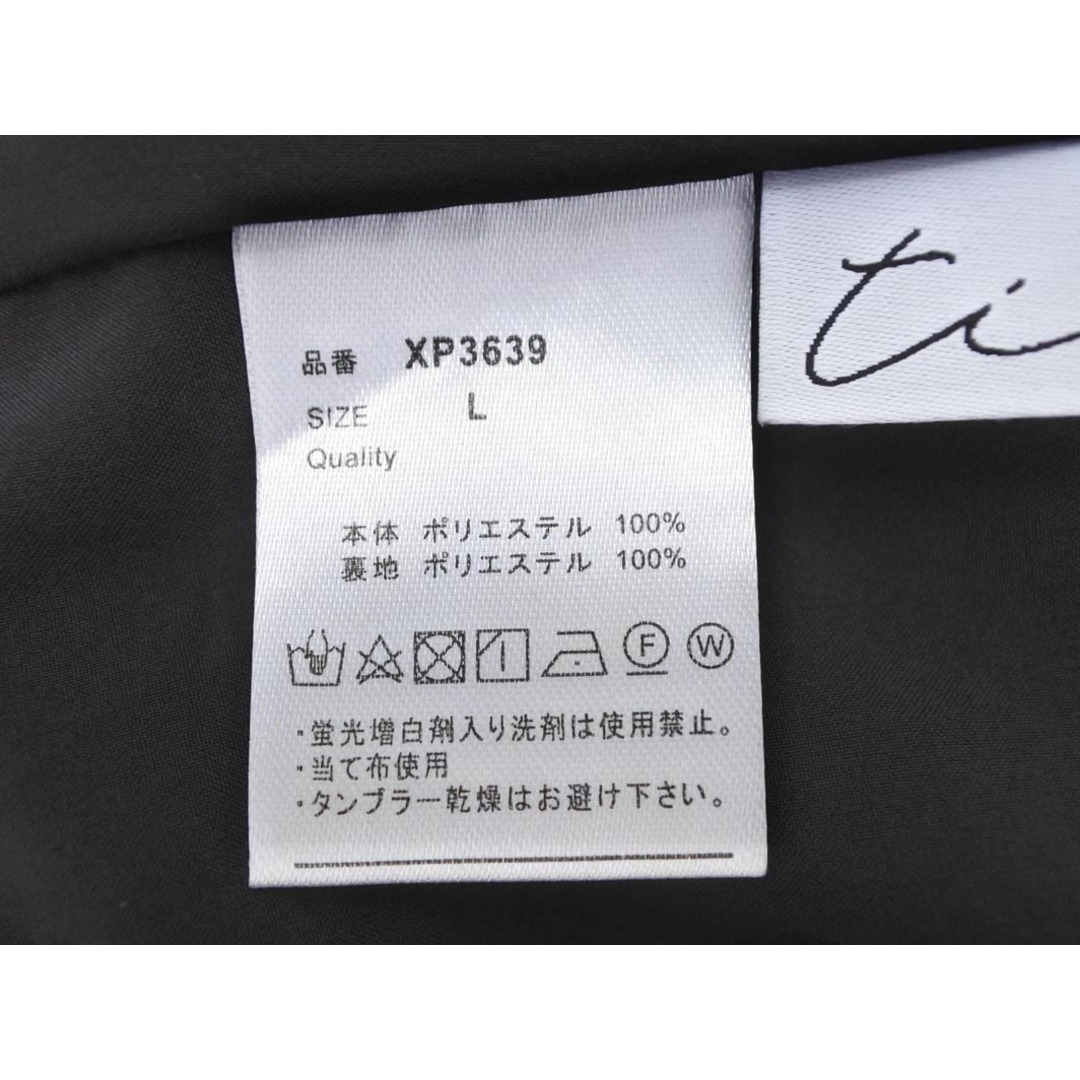 品番 XP3639
SIZE L
Quality
本体 ポリエステル 100%
裏地 ポリエステル 100%
F W
・蛍光増白剤入り洗剤は使用禁止。
・当て布使用
・タンブラー乾燥はお避け下さい。
ti